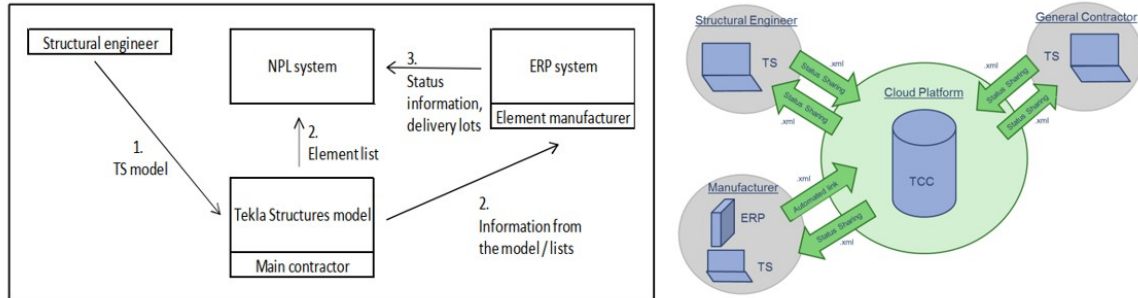 Structural engineer
NPL system
ERP system
Element manufacturer
3.
Status
information,
delivery lots
1.
TS model
2.
Element list
Tekla Structures model
Main contractor
2.
Information from
the model / lists
Structural Engineer
TS
.xml
Status Sharing
Status Sharing
.xml
General Contractor
TS
.xml
Status Sharing
Status Sharing
.xml
Cloud Platform
TCC
Manufacturer
ERP
TS
.xml
Automated link
Status Sharing
.xml